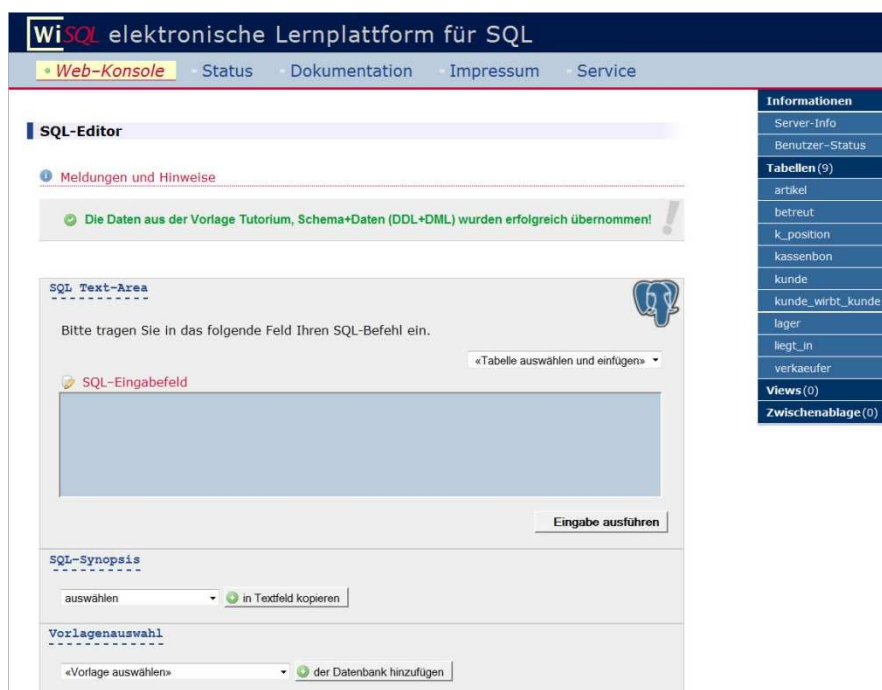 WiSQL elektronische Lernplattform für SQL
Web-Konsole Status Dokumentation Impressum Service
SQL-Editor
Meldungen und Hinweise
Die Daten aus der Vorlage Tutorium, Schema+Daten (DDL+DML) wurden erfolgreich übernommen!
SQL Text-Area
Bitte tragen Sie in das folgende Feld Ihren SQL-Befehl ein.
«Tabelle auswählen und einfügen»
SQL-Eingabefeld
Eingabe ausführen
SQL-Synopsis
auswählen in Textfeld kopieren
Vorlagenauswahl
«Vorlage auswählen» der Datenbank hinzufügen
Informationen
Server-Info
Benutzer-Status
Tabellen (9)
artikel
betreut
k_position
kassenbon
kunde
kunde_wirbt_kunde
lager
liegt_in
verkaeufer
Views (0)
Zwischenablage (0)